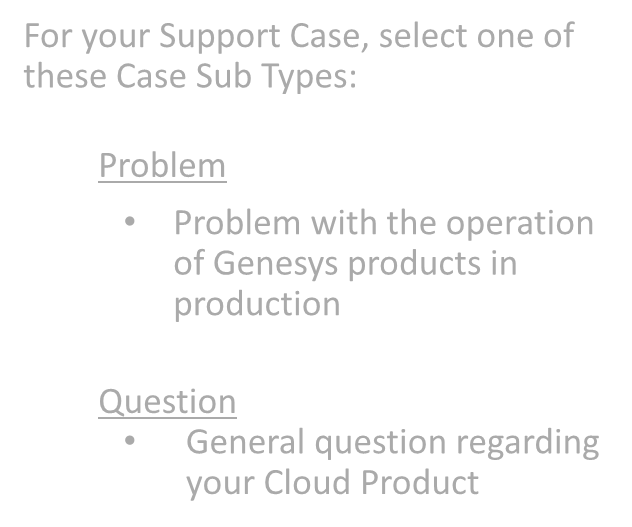 For your Support Case, select one of
these Case Sub Types:
Problem
• Problem with the operation
of Genesys products in
production
Question
• General question regarding
your Cloud Product